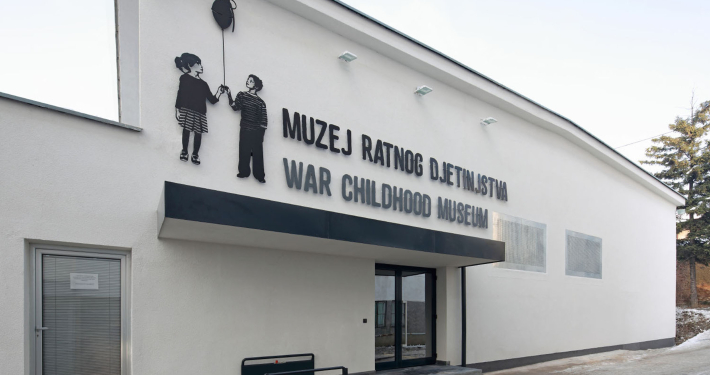 MUZEJ RATNOG DJETINJSTVA
WAR CHILDHOOD MUSEUM